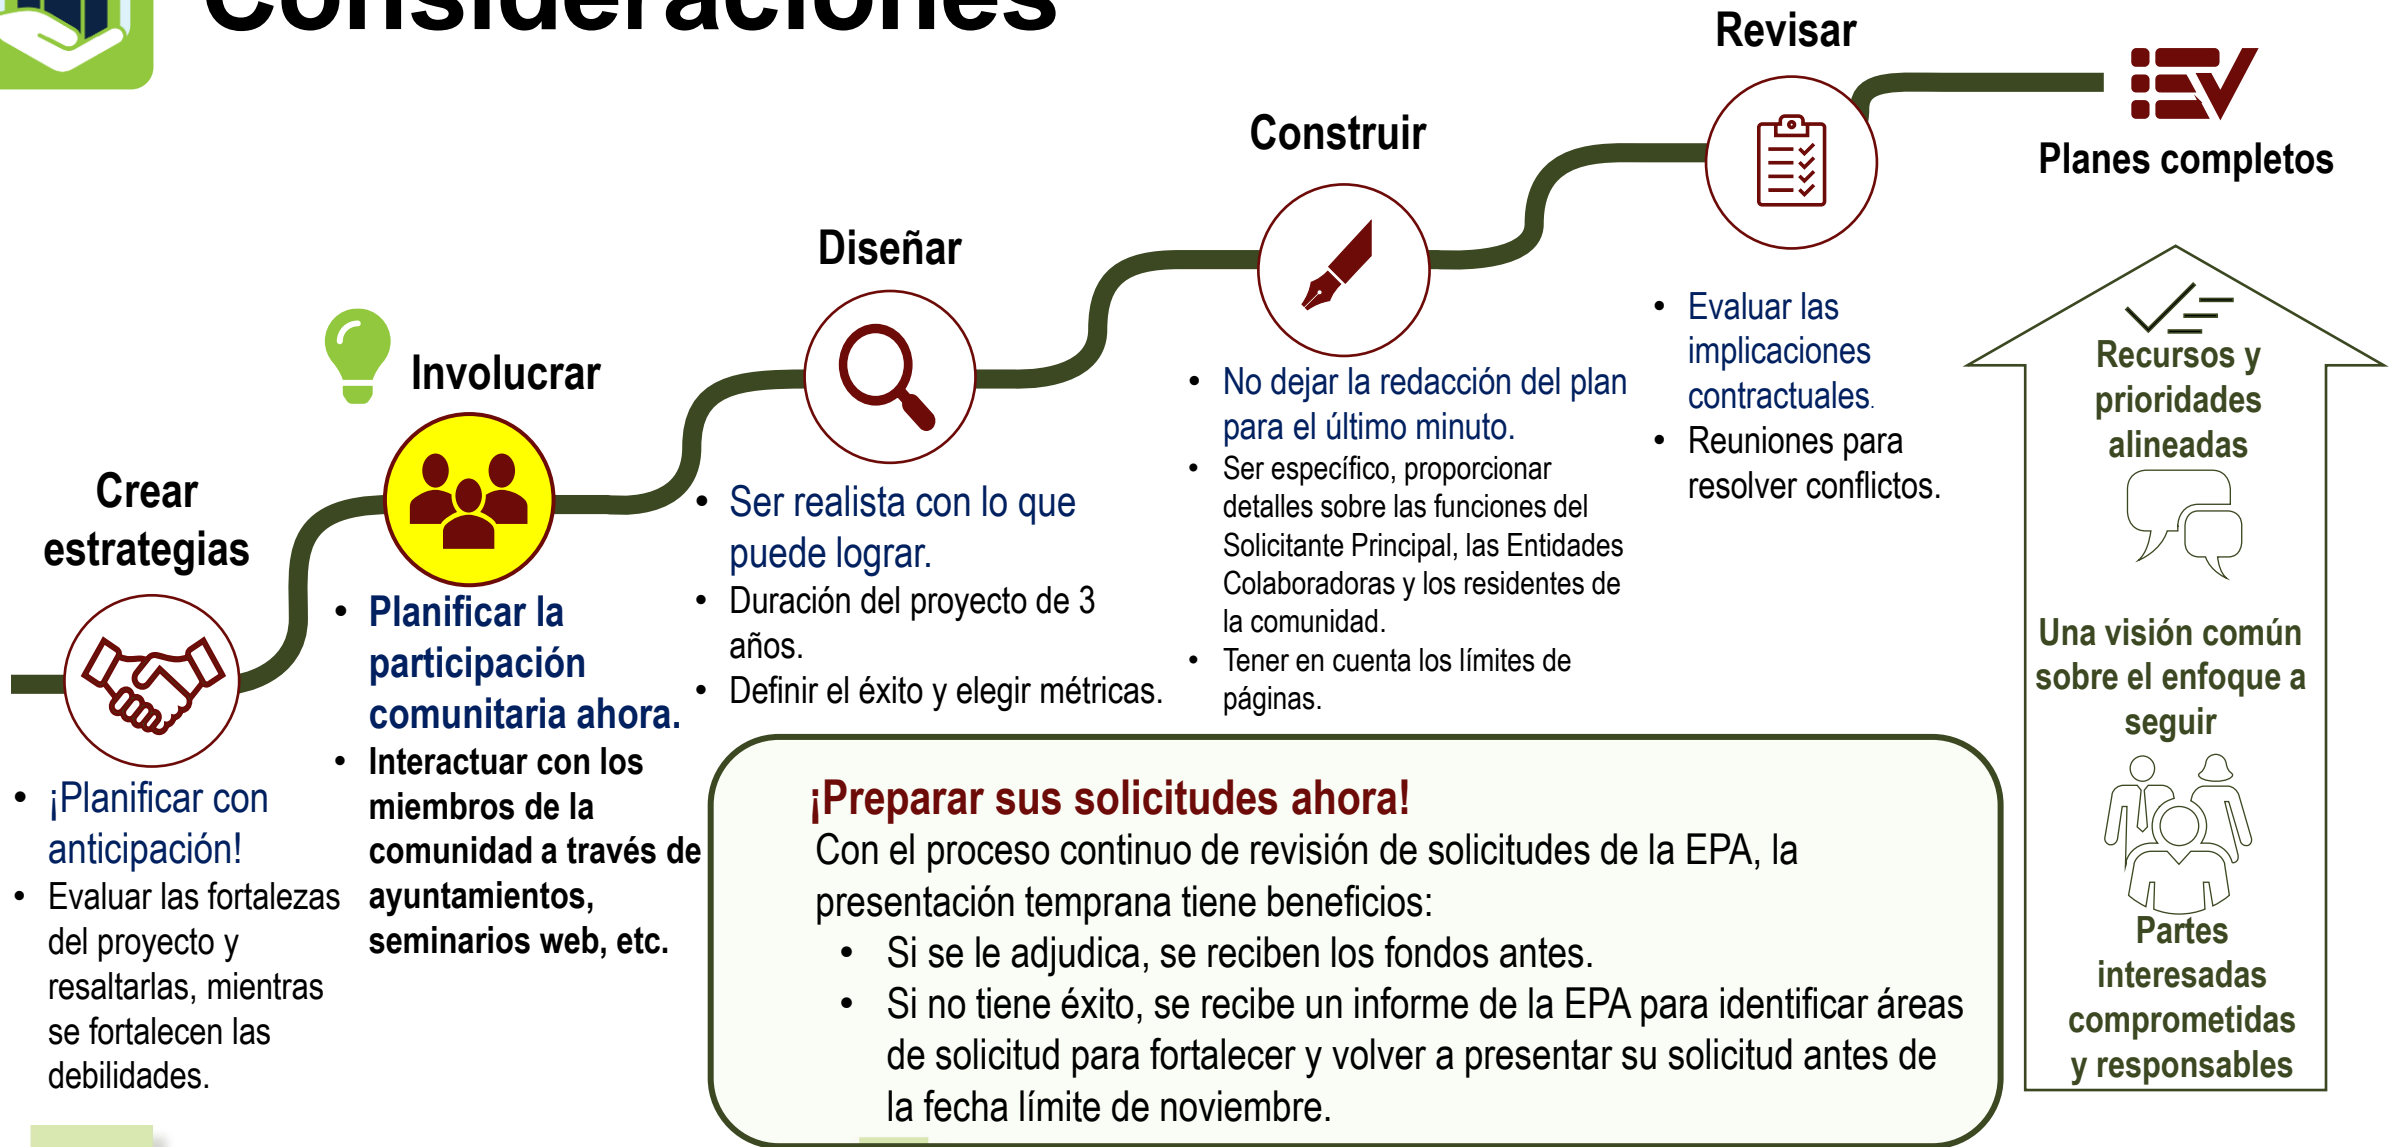 Consideraciones
Crear
estrategias
• ¡Planificar con
anticipación!
• Evaluar las fortalezas
del proyecto y
resaltarlas, mientras
se fortalecen las
debilidades.
Involucrar
• Planificar la
participación
comunitaria ahora.
• Interactuar con los
miembros de la
comunidad a través de
ayuntamientos,
seminarios web, etc.
Diseñar
• Ser realista con lo que
puede lograr.
• Duración del proyecto de 3
años.
• Definir el éxito y elegir métricas.
Construir
• No dejar la redacción del plan
para el último minuto.
• Ser específico, proporcionar
detalles sobre las funciones del
Solicitante Principal, las Entidades
Colaboradoras y los residentes de
la comunidad.
• Tener en cuenta los límites de
páginas.
Revisar
• Evaluar las
implicaciones
contractuales.
• Reuniones para
resolver conflictos.
Planes completos
Recursos y
prioridades
alineadas
Una visión común
sobre el enfoque a
seguir
Partes
interesadas
comprometidas
y responsables
¡Preparar sus solicitudes ahora!
Con el proceso continuo de revisión de solicitudes de la EPA, la
presentación temprana tiene beneficios:
• Si se le adjudica, se reciben los fondos antes.
• Si no tiene éxito, se recibe un informe de la EPA para identificar áreas
de solicitud para fortalecer y volver a presentar su solicitud antes de
la fecha límite de noviembre.